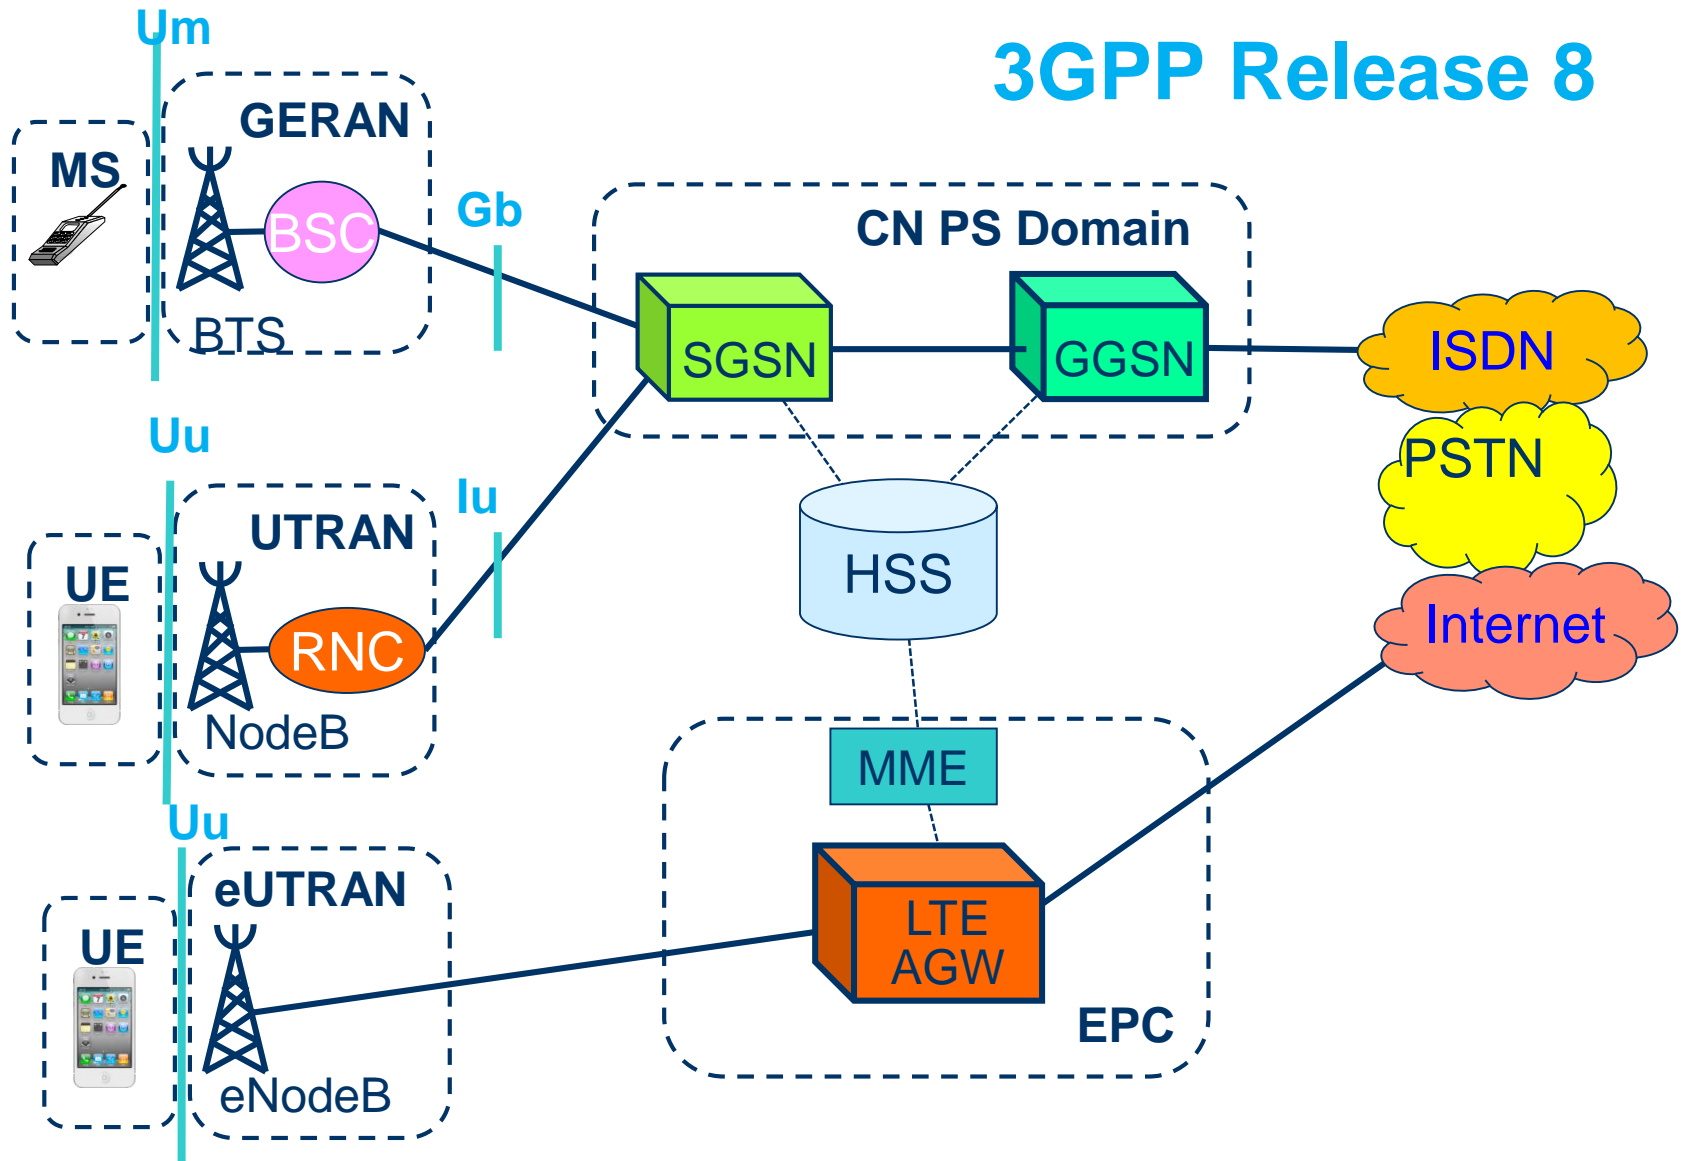 Um
3GPP Release 8
GERAN
MS
BSC
BTS
Gb
CN PS Domain
SGSN
GGSN
ISDN
PSTN
Internet
Uu
UTRAN
UE
RNC
NodeB
Iu
HSS
MME
LTE
AGW
EPC
Uu
eUTRAN
UE
eNodeB